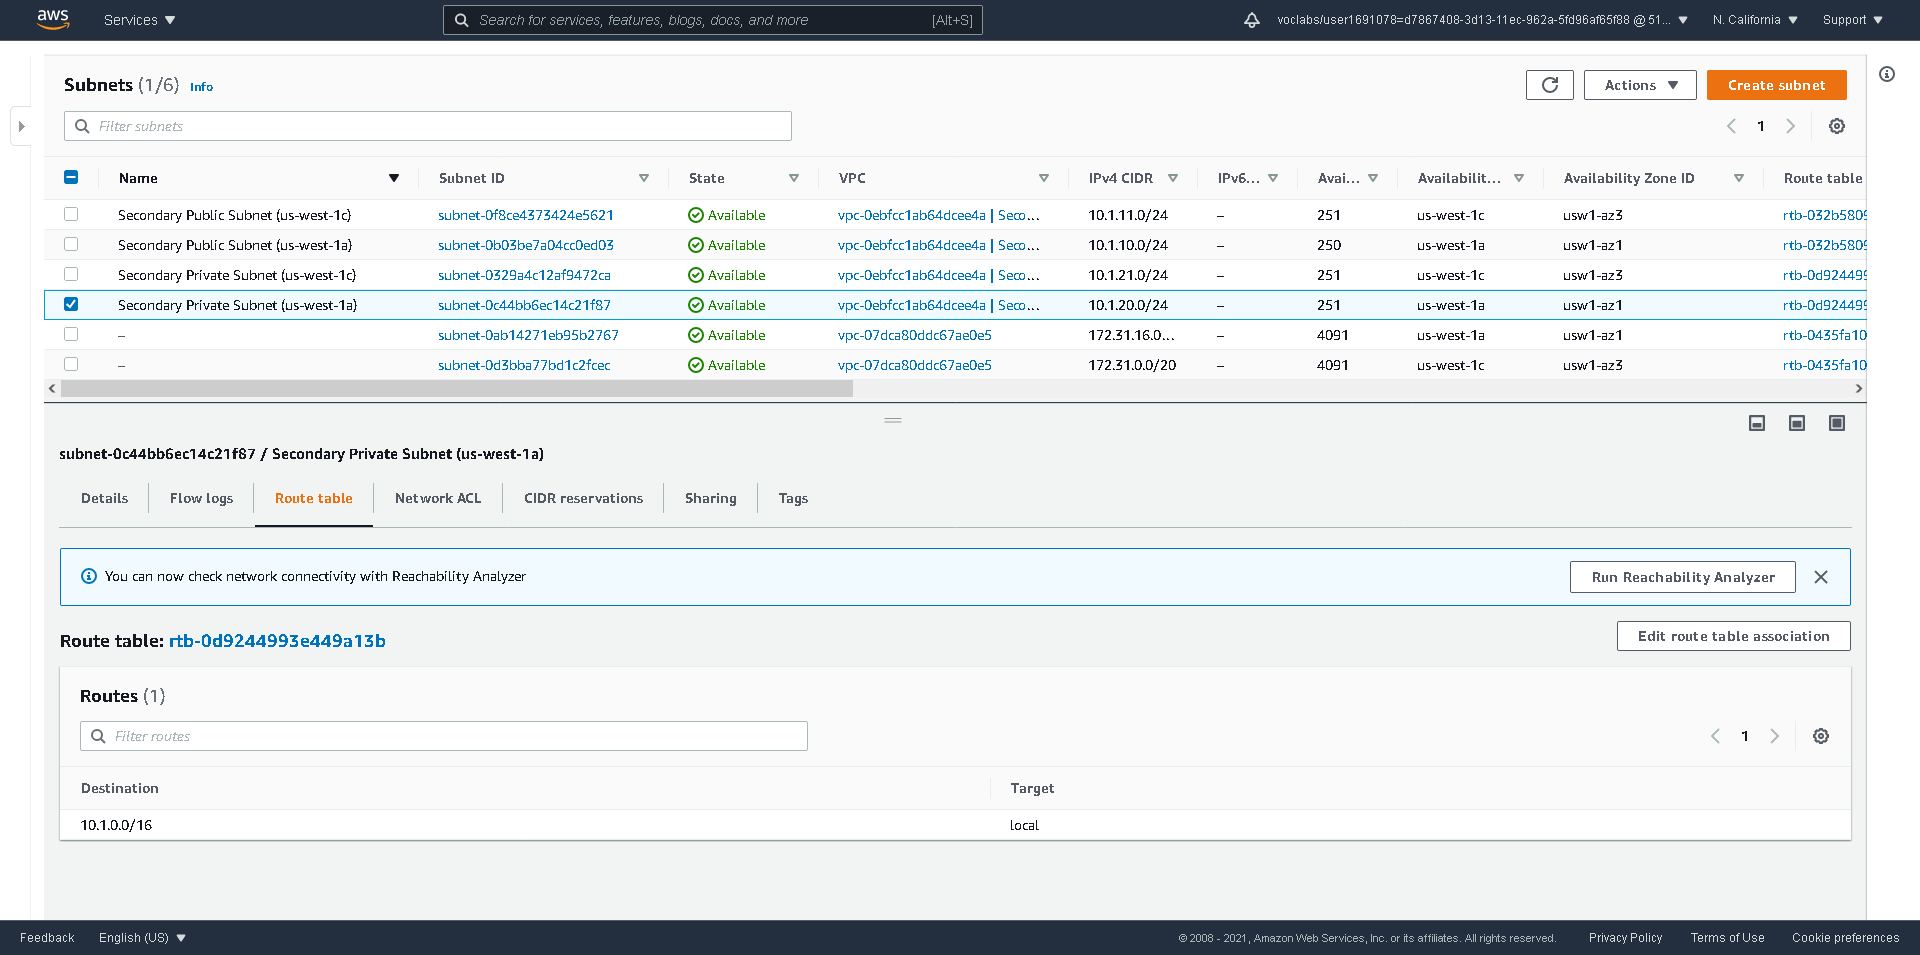 aws Services Search for services, features, blogs, docs, and more [Alt+S] voclabs/user1691078=d7867408-3d13-11ec-962a-5fd96af65f88 @ 51... N. California Support
Subnets (1/6) Info Actions Create subnet
Filter subnets 1
Name Subnet ID State VPC IPv4 CIDR IPv6... Avai... Availabilit... Availability Zone ID Route table
Secondary Public Subnet (us-west-1c) subnet-0f8ce4373424e5621 Available vpc-0ebfcc1ab64dcee4a | Seco... 10.1.11.0/24 – 251 us-west-1c usw1-az3 rtb-032b5809
Secondary Public Subnet (us-west-1a) subnet-0b03be7a04cc0ed03 Available vpc-0ebfcc1ab64dcee4a | Seco... 10.1.10.0/24 – 250 us-west-1a usw1-az1 rtb-032b5809
Secondary Private Subnet (us-west-1c) subnet-0329a4c12af9472ca Available vpc-0ebfcc1ab64dcee4a | Seco... 10.1.21.0/24 – 251 us-west-1c usw1-az3 rtb-0d924499
Secondary Private Subnet (us-west-1a) subnet-0c44bb6ec14c21f87 Available vpc-0ebfcc1ab64dcee4a | Seco... 10.1.20.0/24 – 251 us-west-1a usw1-az1 rtb-0d924499
– subnet-0ab14271eb95b2767 Available vpc-07dca80ddc67ae0e5 172.31.16.0... – 4091 us-west-1a usw1-az1 rtb-0435fa10
– subnet-0d3bba77bd1c2fcec Available vpc-07dca80ddc67ae0e5 172.31.0.0/20 – 4091 us-west-1c usw1-az3 rtb-0435fa10
subnet-0c44bb6ec14c21f87 / Secondary Private Subnet (us-west-1a)
Details Flow logs Route table Network ACL CIDR reservations Sharing Tags
You can now check network connectivity with Reachability Analyzer Run Reachability Analyzer
Route table: rtb-0d9244993e449a13b Edit route table association
Routes (1)
Filter routes 1
Destination Target
10.1.0.0/16 local
Feedback English (US) © 2008 - 2021, Amazon Web Services, Inc. or its affiliates. All rights reserved. Privacy Policy Terms of Use Cookie preferences